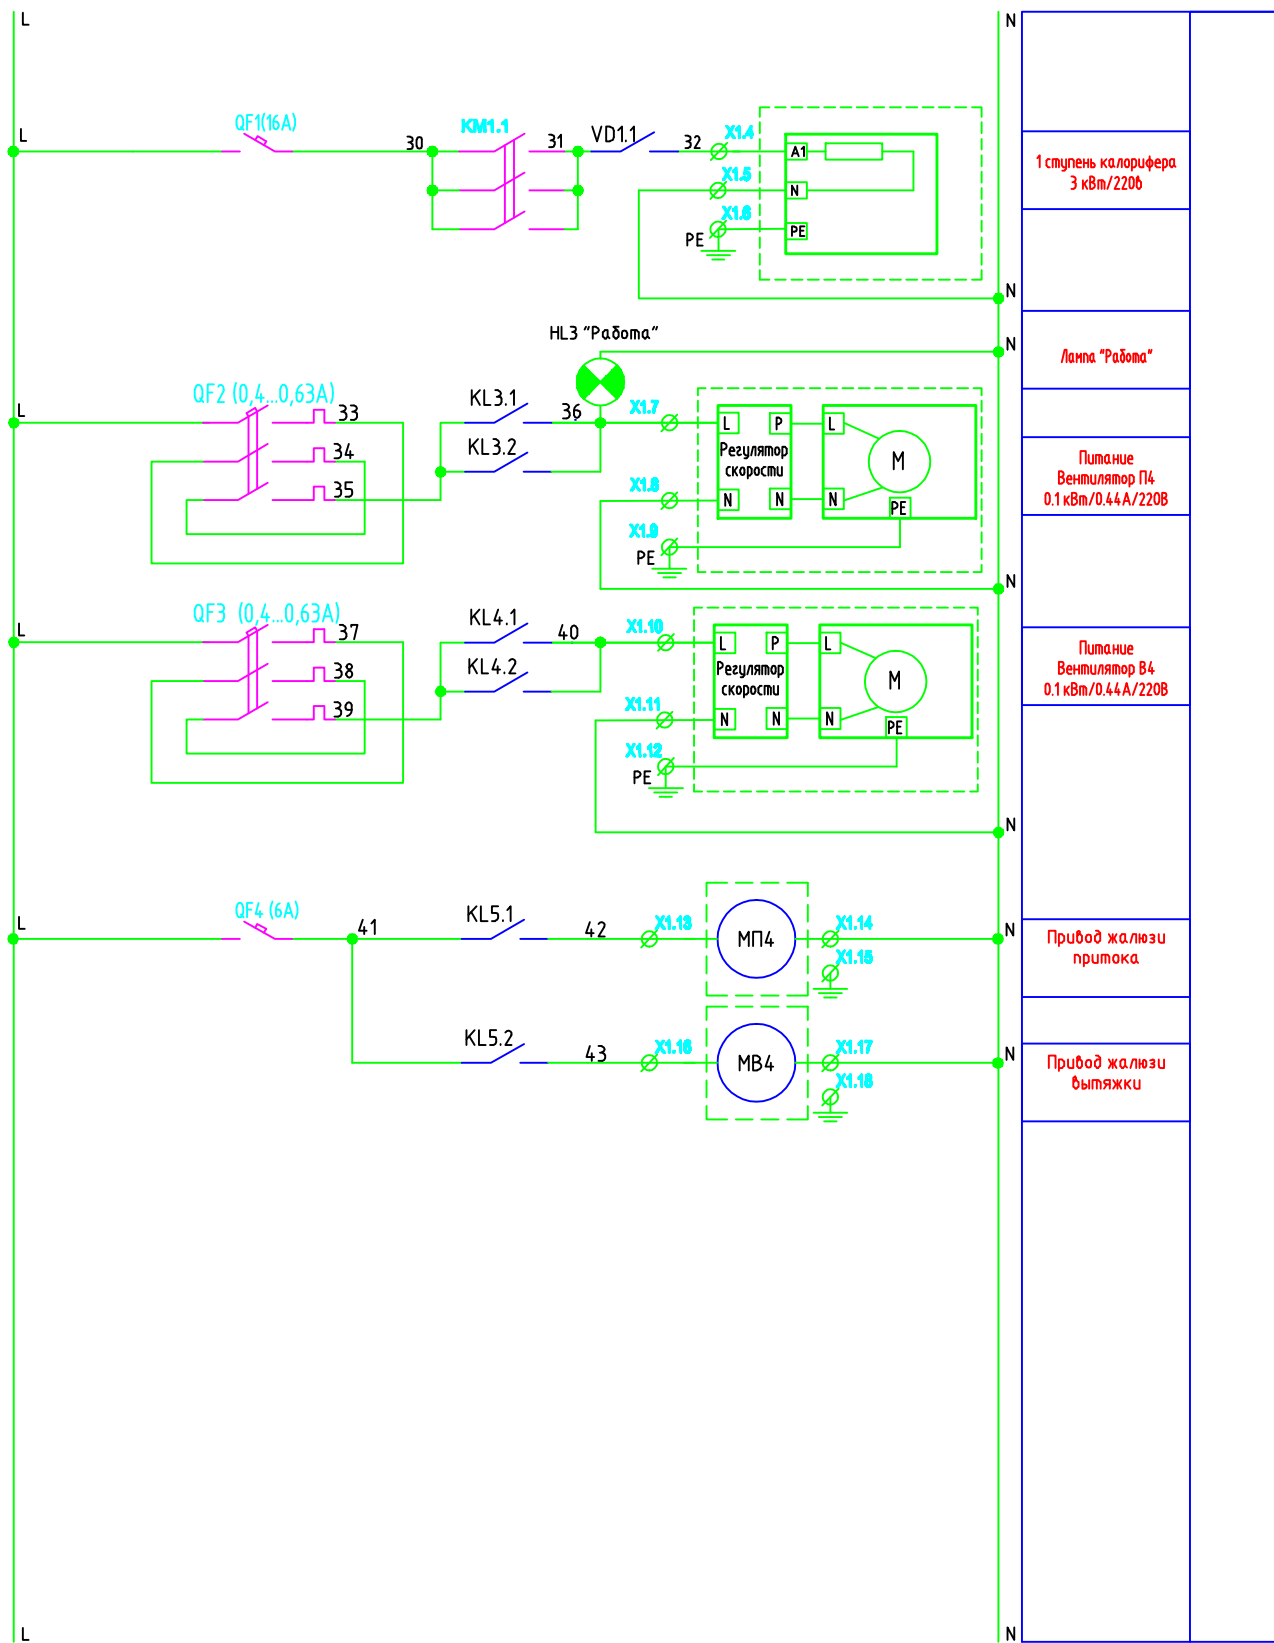 L
N
L
QF1(16A)
30
KM1.1
31
VD1.1
32
X1.4
A1
X1.5
N
X1.6
PE
PE
N
1 ступень калорифера
3 кВт/220в
HL3 "Работа"
N
Лампа "Работа"
L
QF2 (0,4...0,63A)
33
34
35
KL3.1
36
KL3.2
X1.7
L
P
L
Регулятор
скорости
M
X1.8
N
N
N
PE
X1.9
PE
N
Питание
Вентилятор П4
0.1 кВт/0.44А/220В
L
QF3 (0,4...0,63A)
37
38
39
KL4.1
40
KL4.2
X1.10
L
P
L
Регулятор
скорости
M
X1.11
N
N
N
PE
X1.12
PE
N
Питание
Вентилятор В4
0.1 кВт/0.44А/220В
L
QF4 (6A)
41
KL5.1
42
X1.13
МП4
X1.14
X1.15
N
Привод жалюзи
притока
KL5.2
43
X1.16
МВ4
X1.17
X1.18
N
Привод жалюзи
вытяжки
L
N